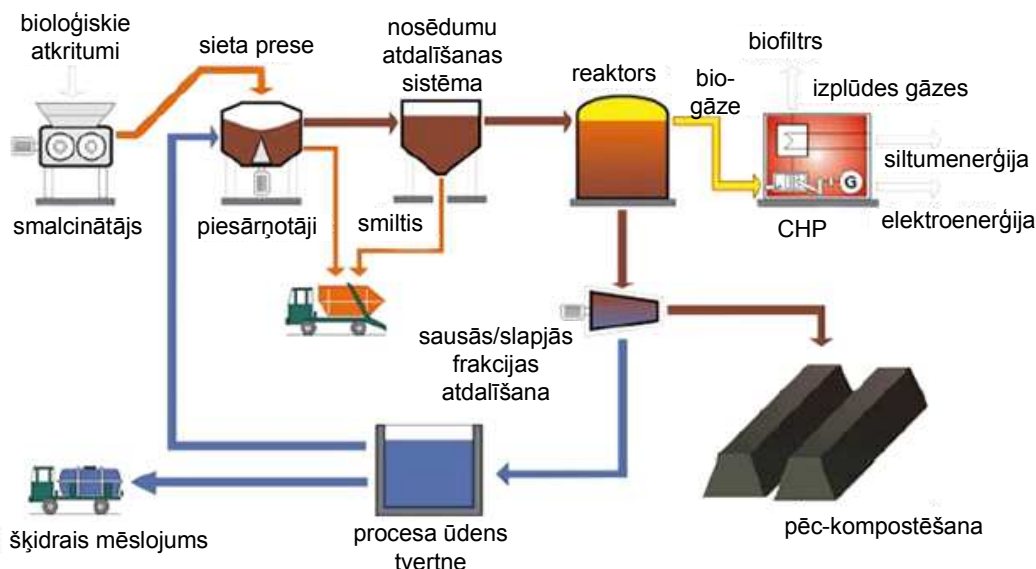 bioloģiskie
atkritumi
sieta prese
nosēdumu
atdalīšanas
sistēma
reaktors
bio-
gāze
biofiltrs
izplūdes gāzes
siltumenerģija
elektroenerģija
G
CHP
smalcinātājs
piesārņotāji
smiltis
sausās/slapjās
frakcijas
atdalīšana
pēc-kompostēšana
šķidrais mēslojums
procesa ūdens
tvertne